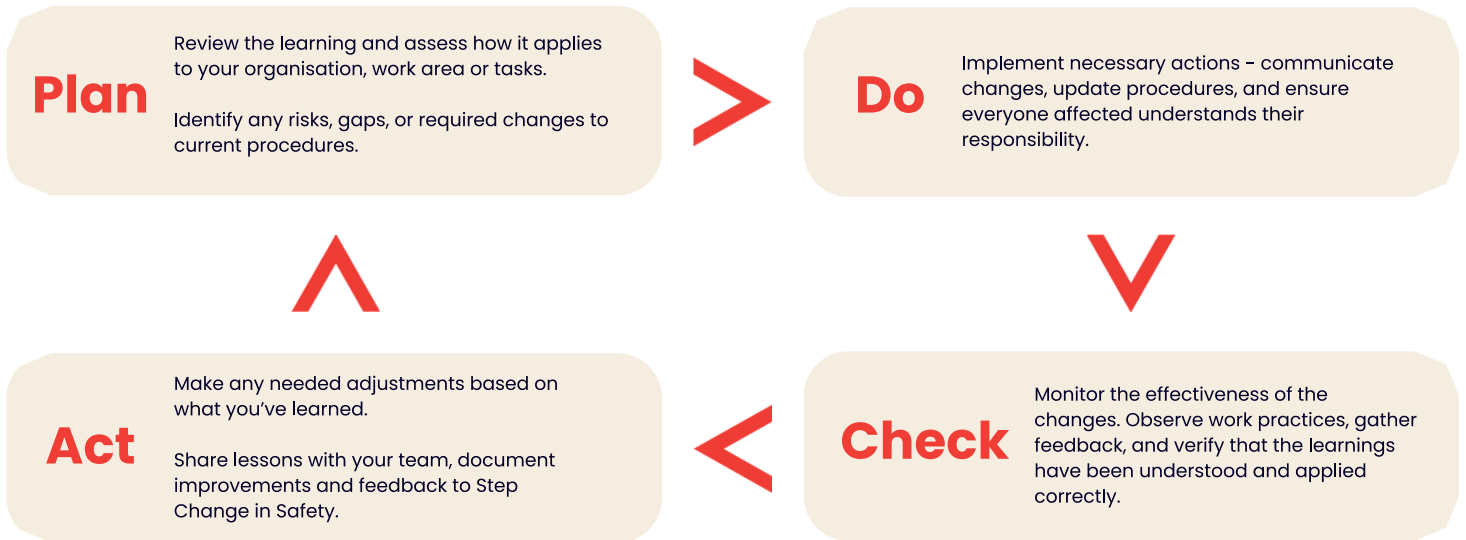 Plan
Review the learning and assess how it applies
to your organisation, work area or tasks.
Identify any risks, gaps, or required changes to
current procedures.
Do
Implement necessary actions – communicate
changes, update procedures, and ensure
everyone affected understands their
responsibility.
Check
Monitor the effectiveness of the
changes. Observe work practices, gather
feedback, and verify that the learnings
have been understood and applied
correctly.
Act
Make any needed adjustments based on
what you’ve learned.
Share lessons with your team, document
improvements and feedback to Step
Change in Safety.